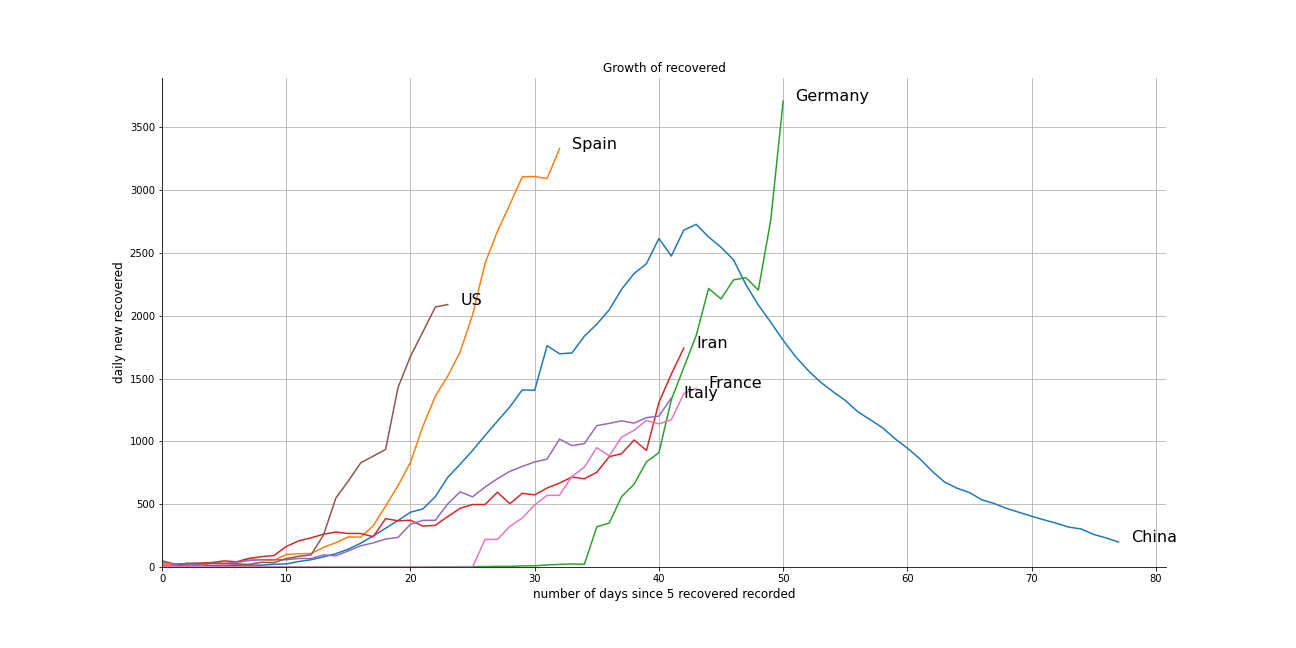 Growth of recovered
Germany
Spain
US
Iran
France
Italy
China
daily new recovered
3500
3000
2500
2000
1500
1000
500
0
0 10 20 30 40 50 60 70 80
number of days since 5 recovered recorded